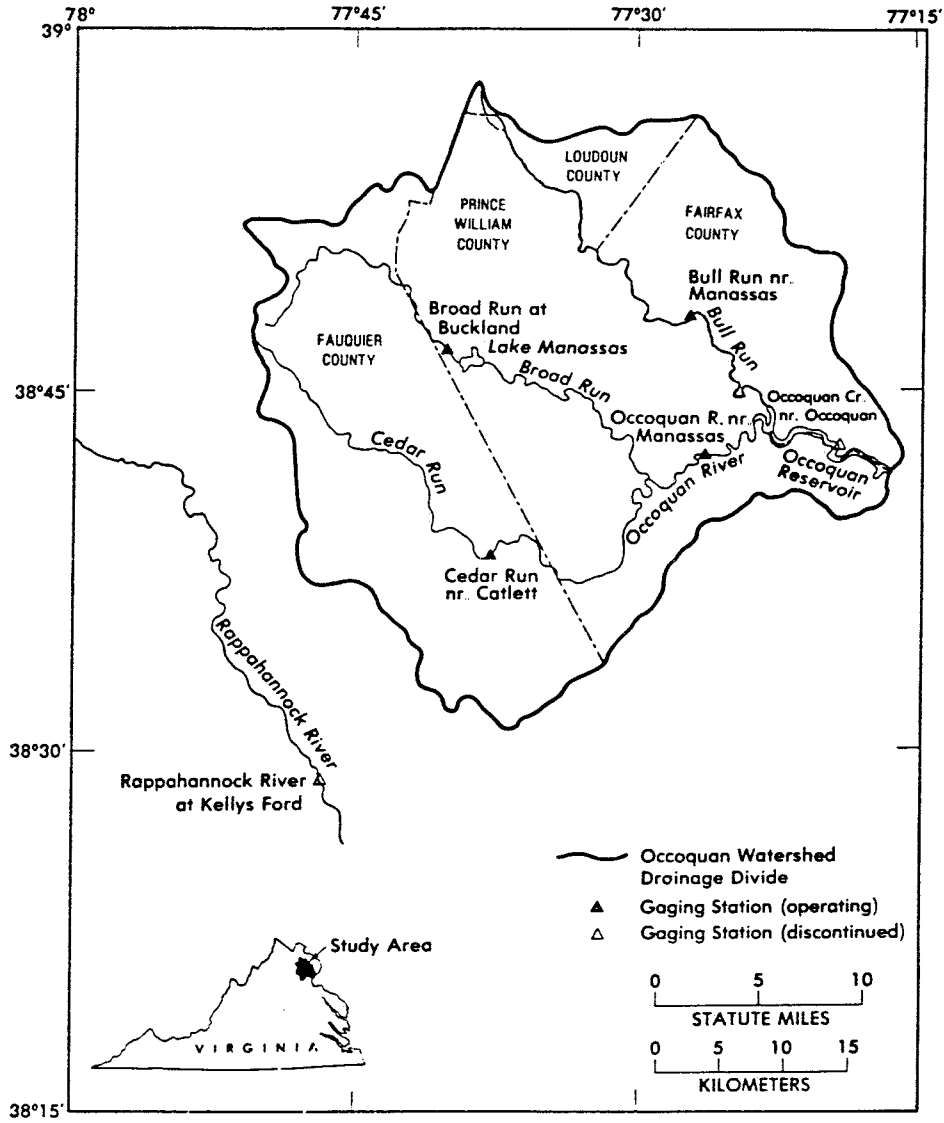 78°
77°45'
77°30'
77°15'
39°
LOUDOUN
COUNTY
PRINCE
WILLIAM
COUNTY
FAIRFAX
COUNTY
Bull Run nr.
Manassas
Bull Run
Broad Run at
Buckland
Lake Manassas
FAUQUIER
COUNTY
Broad Run
38°45'
Occoquan Cr.
nr. Occoquan
Occoquan R. nr.
Manassas
Cedar Run
Occoquan
Reservoir
Occoquan River
Cedar Run
nr. Catlett
Rappahannock River
38°30'
Rappahannock River
at Kellys Ford
Occoquan Watershed
Drainage Divide
Gaging Station (operating)
Gaging Station (discontinued)
Study Area
VIRGINIA
0 5 10
STATUTE MILES
0 5 10 15
KILOMETERS
38°15'